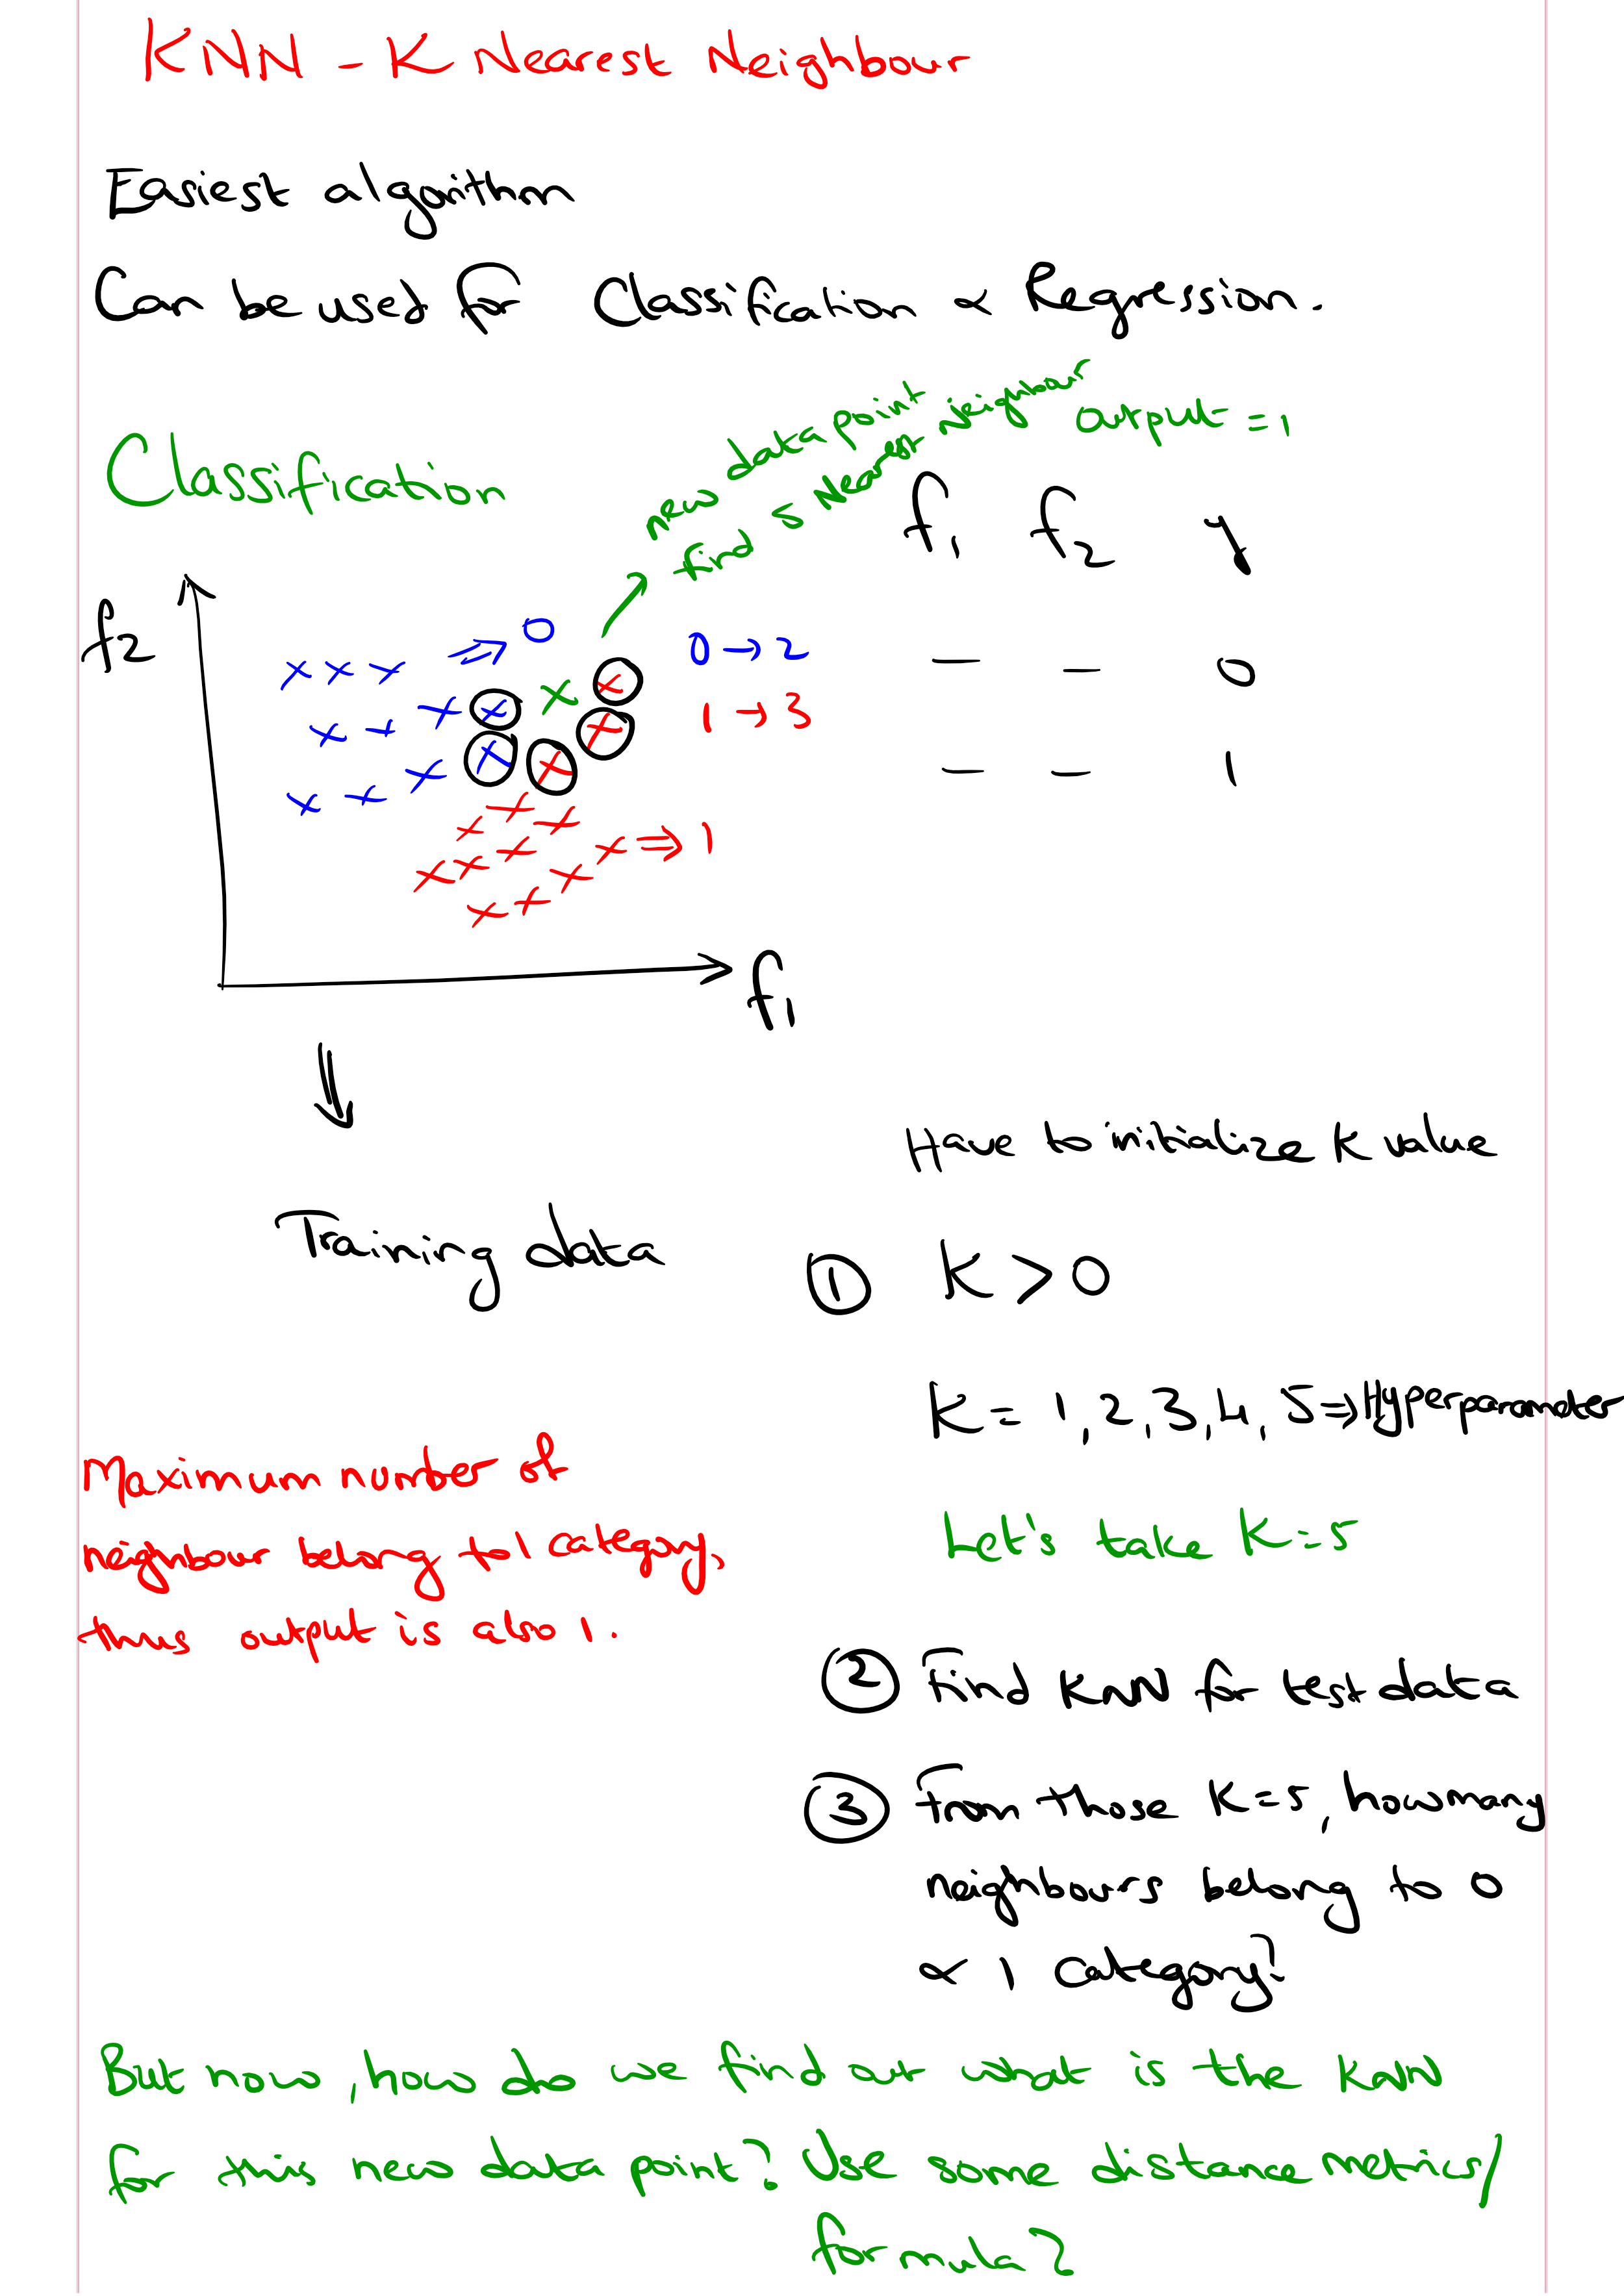 KNN - K Nearest Neighbour
Easiest algorithm
Can be used for Classification & Regression.
Classification
new data point
find 5 Nearest Neighbour
output = 1
f1 f2 y
— — 0
— — 1
f2
⇒ 0
0 → 2
1 → 3
⇒ 1
f1
Training data
Maximum number of
neighbour belong to 1 category,
thus output is also 1.
Have to initialize K value
① K > 0
K = 1, 2, 3, 4, 5 ⇒ Hyperparameter
Let's take K = 5
② Find KNN for test data
③ From those K = 5, how many
neighbours belong to 0
& 1 category?
But now, how do we find out what is the KNN
for this new data point? Use some distance metrics/
formula?